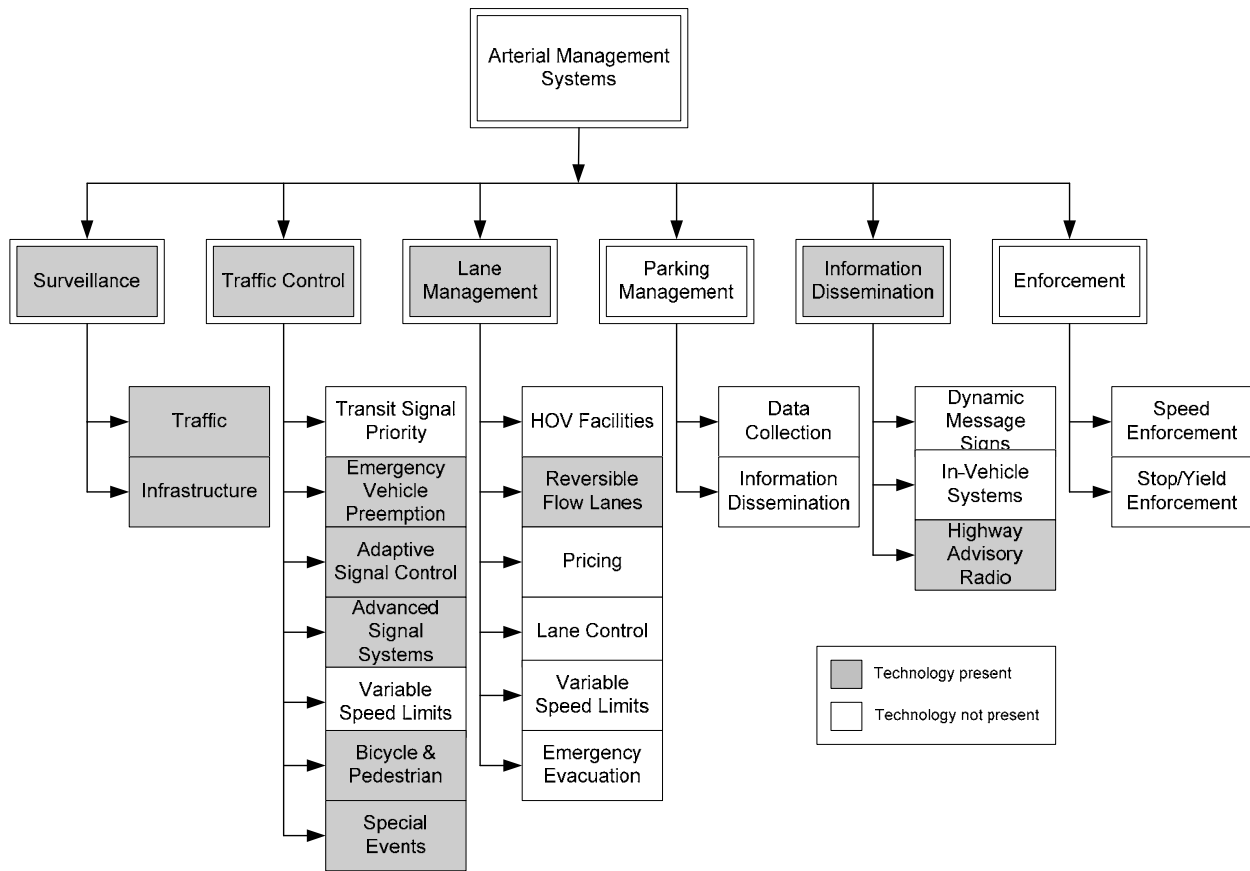 Arterial Management
Systems
Surveillance
Traffic Control
Lane
Management
Parking
Management
Information
Dissemination
Enforcement
Traffic
Infrastructure
Transit Signal
Priority
Emergency
Vehicle
Preemption
Adaptive
Signal Control
Advanced
Signal
Systems
Variable
Speed Limits
Bicycle &
Pedestrian
Special
Events
HOV Facilities
Reversible
Flow Lanes
Pricing
Lane Control
Variable
Speed Limits
Emergency
Evacuation
Data
Collection
Information
Dissemination
Dynamic
Message
Signs
In-Vehicle
Systems
Highway
Advisory
Radio
Speed
Enforcement
Stop/Yield
Enforcement
Technology present
Technology not present